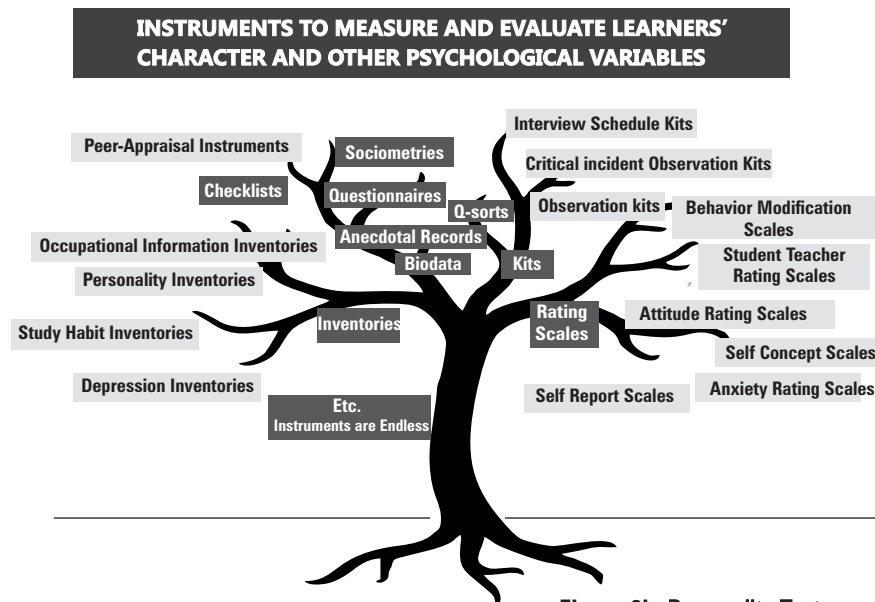 INSTRUMENTS TO MEASURE AND EVALUATE LEARNERS'
CHARACTER AND OTHER PSYCHOLOGICAL VARIABLES
Interview Schedule Kits
Peer-Appraisal Instruments
Sociometries
Critical incident Observation Kits
Checklists
Questionnaires
Q-sorts
Observation kits
Behavior Modification
Scales
Anecdotal Records
Occupational Information Inventories
Biodata
Kits
Student Teacher
Rating Scales
Personality Inventories
Inventories
Rating
Scales
Attitude Rating Scales
Study Habit Inventories
Self Concept Scales
Depression Inventories
Self Report Scales
Anxiety Rating Scales
Etc.
Instruments are Endless